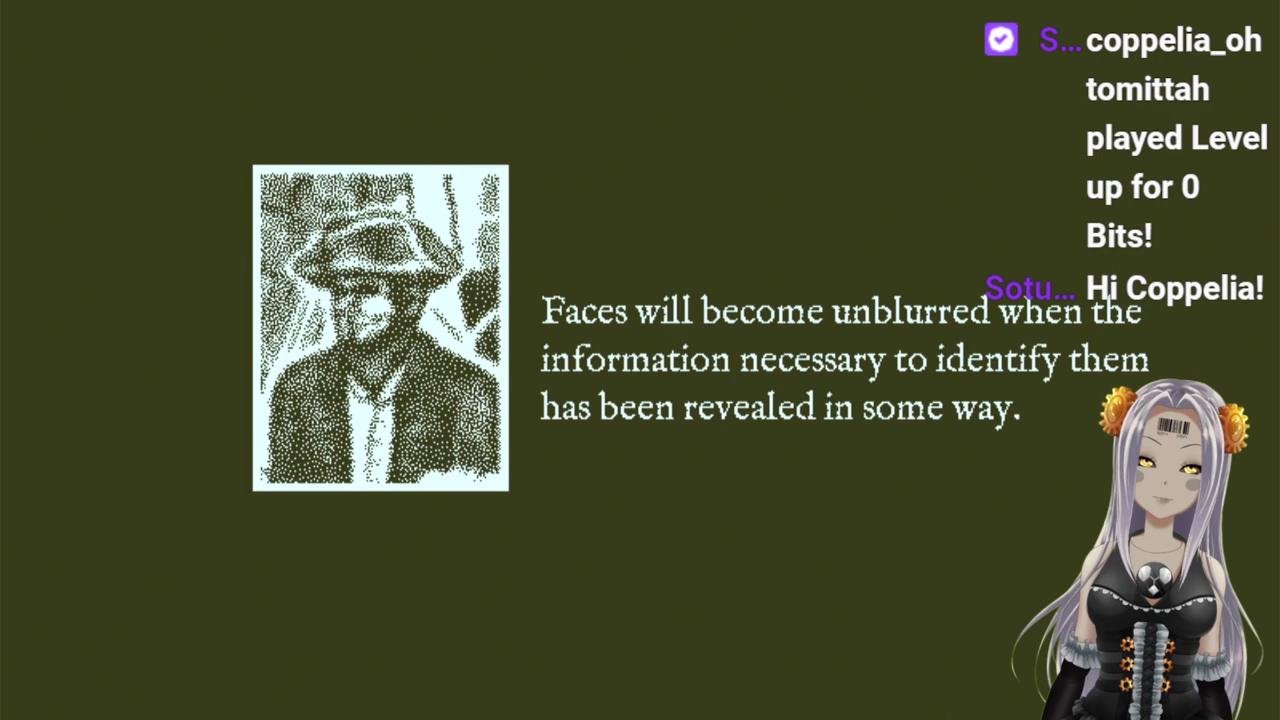 S... coppelia_oh
tomittah
played Level
up for 0
Bits!
Sotu... Hi Coppelia!
Faces will become unblurred when the
information necessary to identify them
has been revealed in some way.